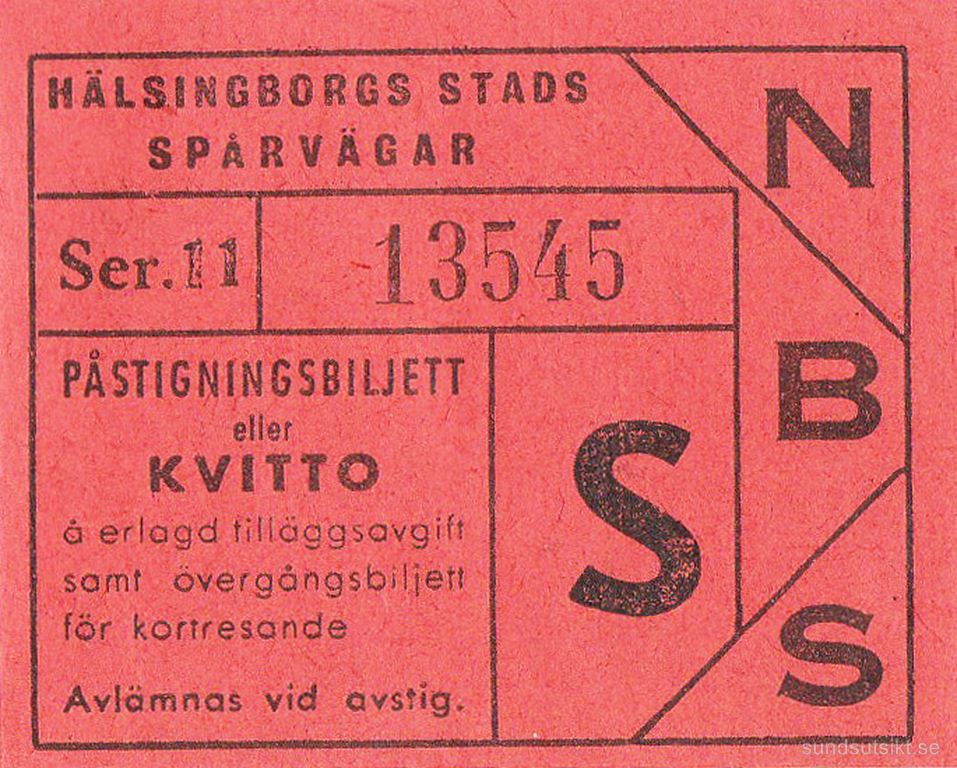 HÄLSINGBORGS STADS
SPÅRVÄGAR
Ser.11
13545
PÅSTIGNINGSBILJETT
eller
KVITTO
å erlagd tilläggsavgift
samt övergångsbiljett
för kortresande
Avlämnas vid avstig.
S
N
B
S
sundsutsikt.se